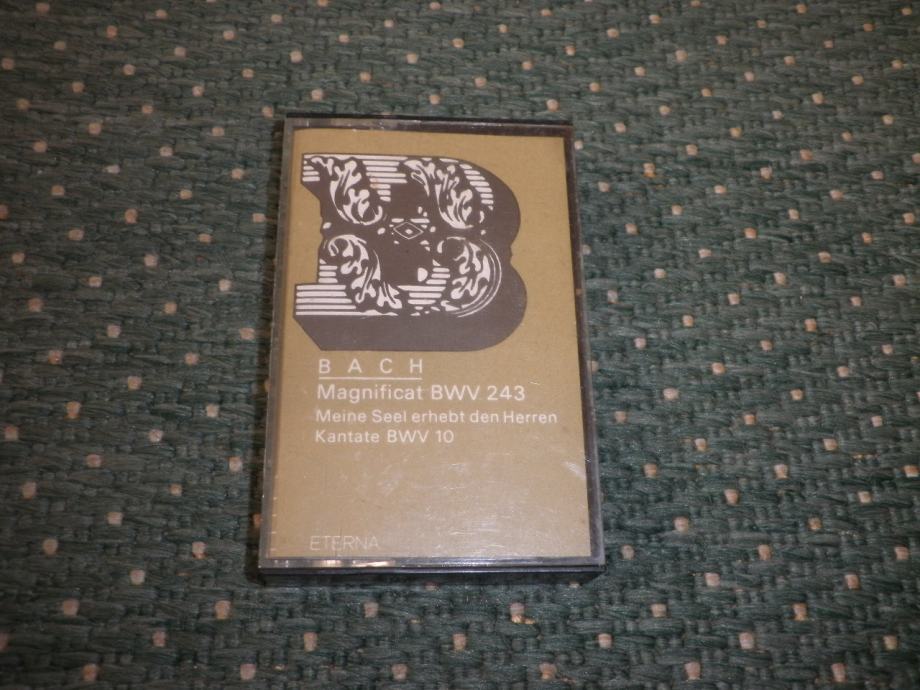 B
BACH
Magnificat BWV 243
Meine Seel erhebt den Herren
Kantate BWV 10
ETERNA